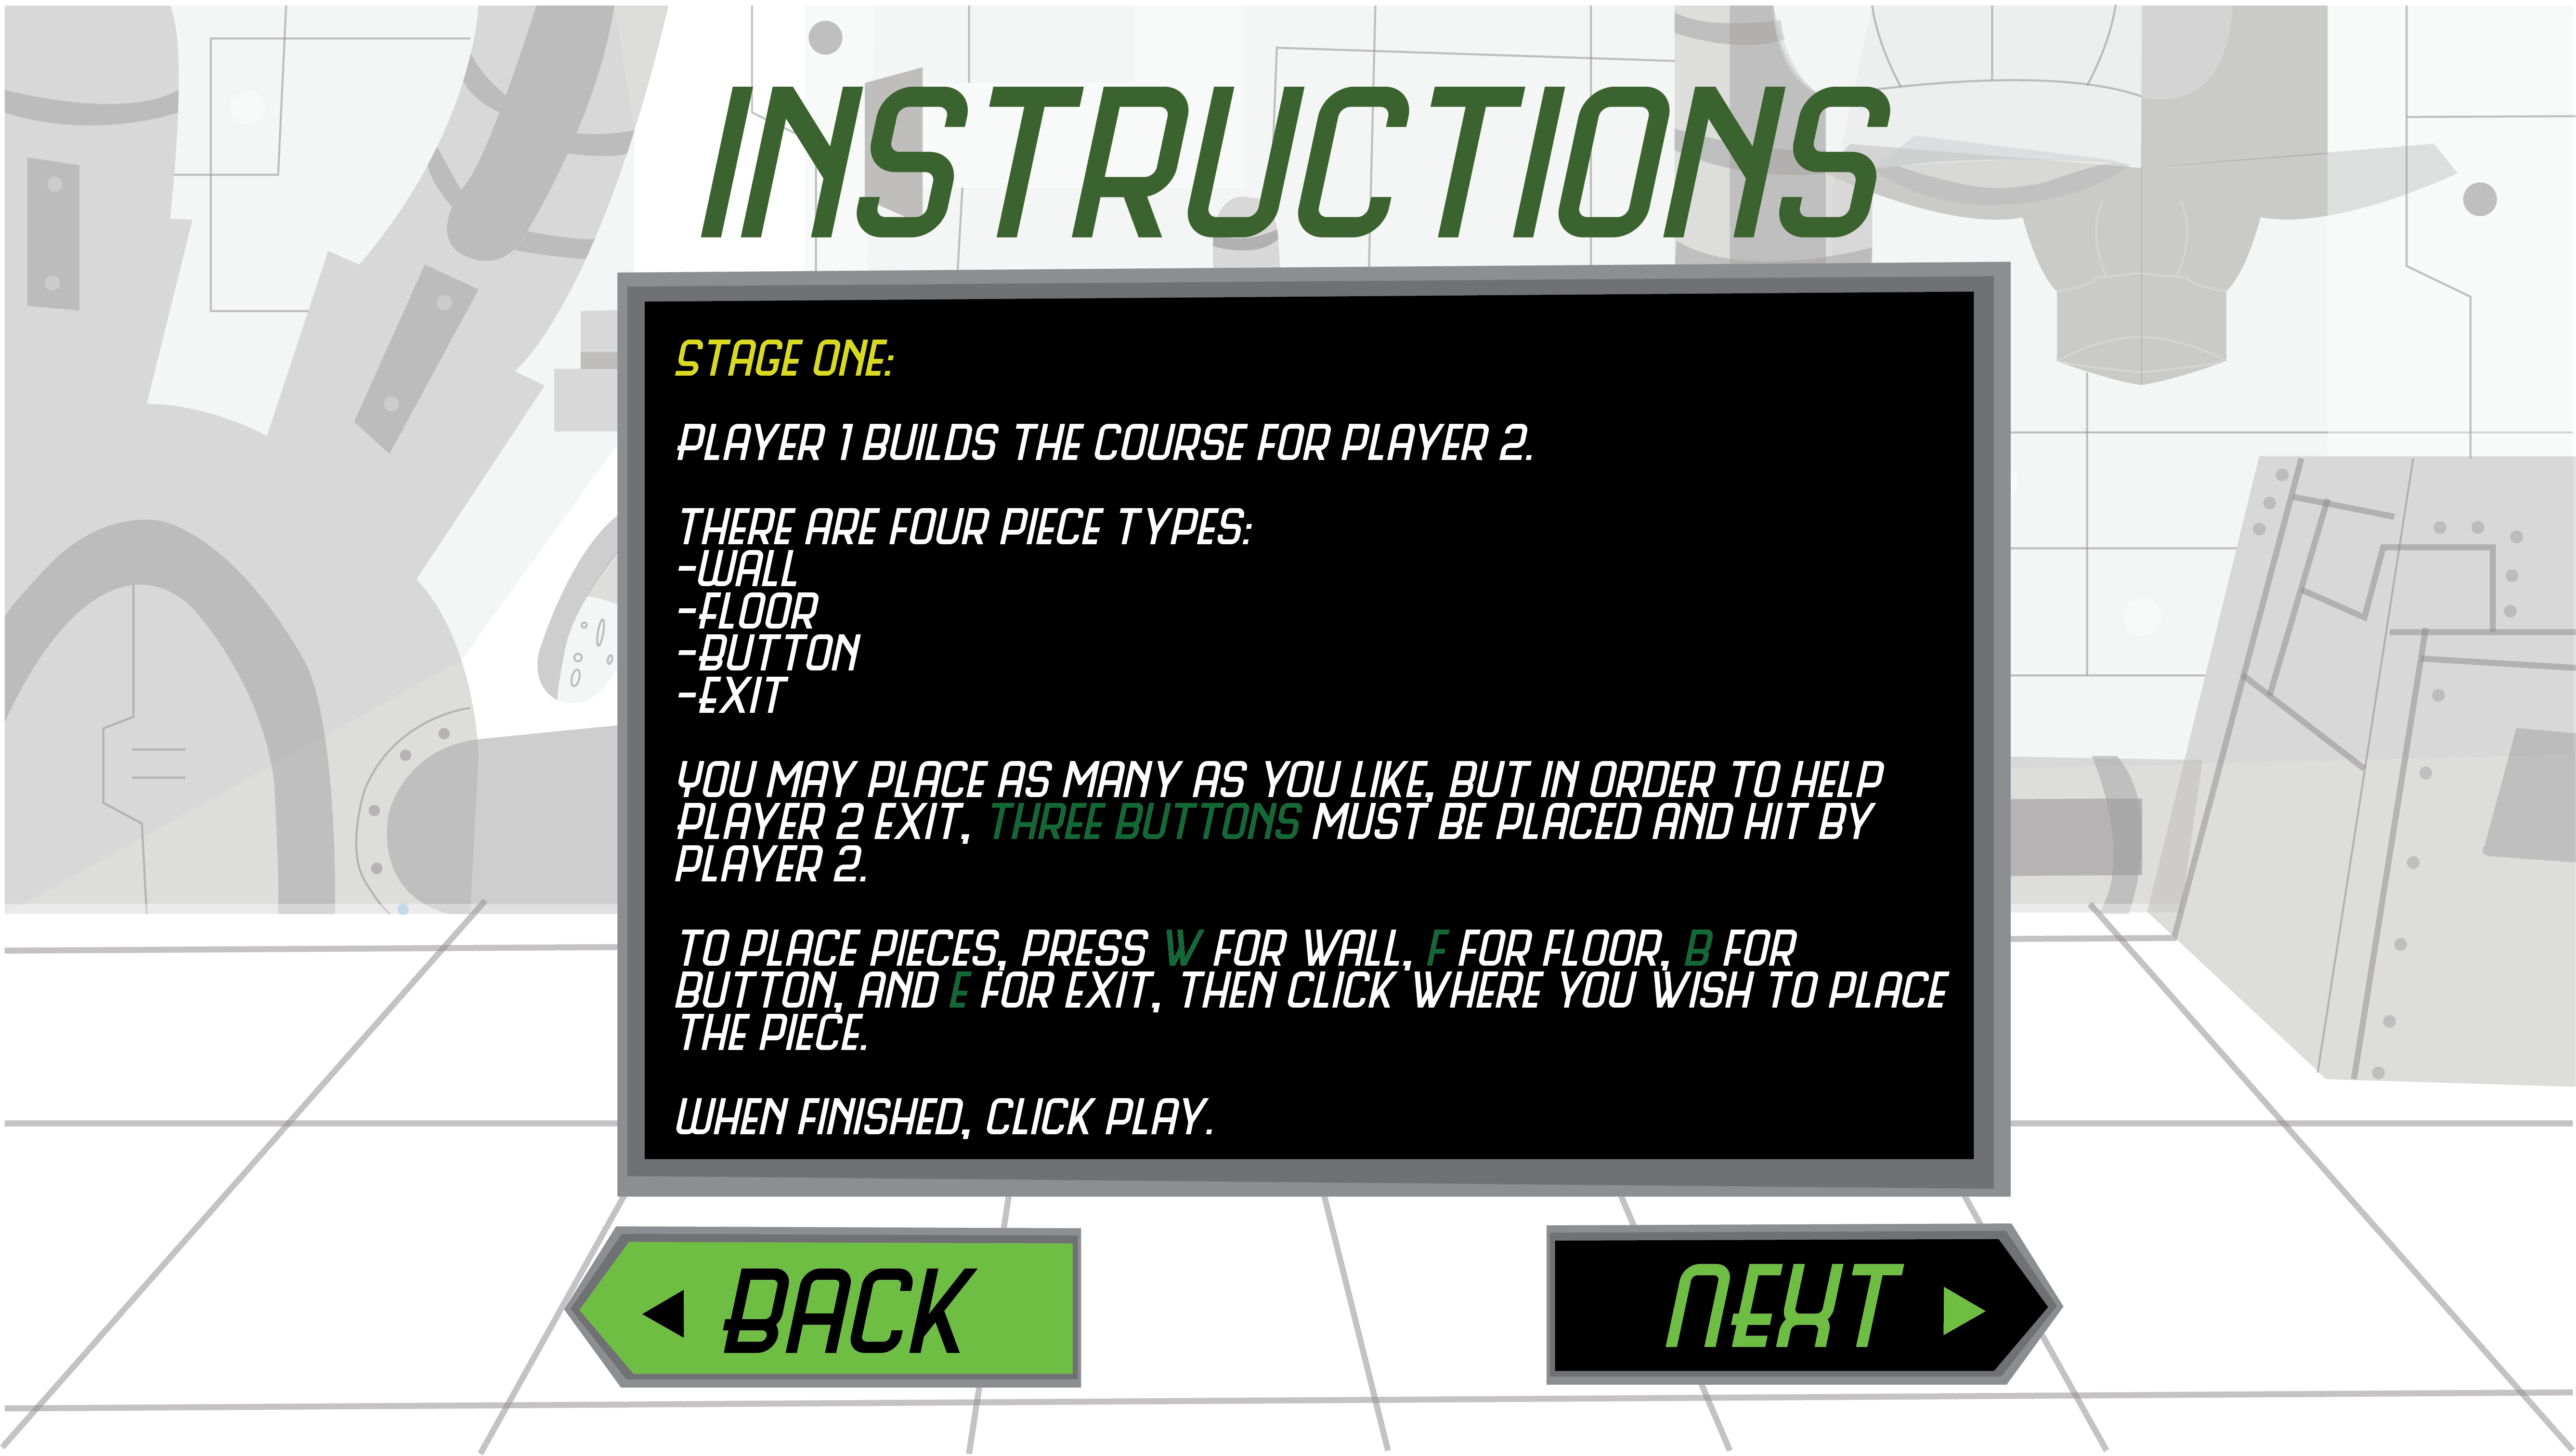 INSTRUCTIONS
STAGE ONE:
PLAYER 1 BUILDS THE COURSE FOR PLAYER 2.
THERE ARE FOUR PIECE TYPES:
-WALL
-FLOOR
-BUTTON
-EXIT
YOU MAY PLACE AS MANY AS YOU LIKE, BUT IN ORDER TO HELP
PLAYER 2 EXIT, THREE BUTTONS MUST BE PLACED AND HIT BY
PLAYER 2.
TO PLACE PIECES, PRESS W FOR WALL, F FOR FLOOR, B FOR
BUTTON, AND E FOR EXIT, THEN CLICK WHERE YOU WISH TO PLACE
THE PIECE.
WHEN FINISHED, CLICK PLAY.
BACK
NEXT